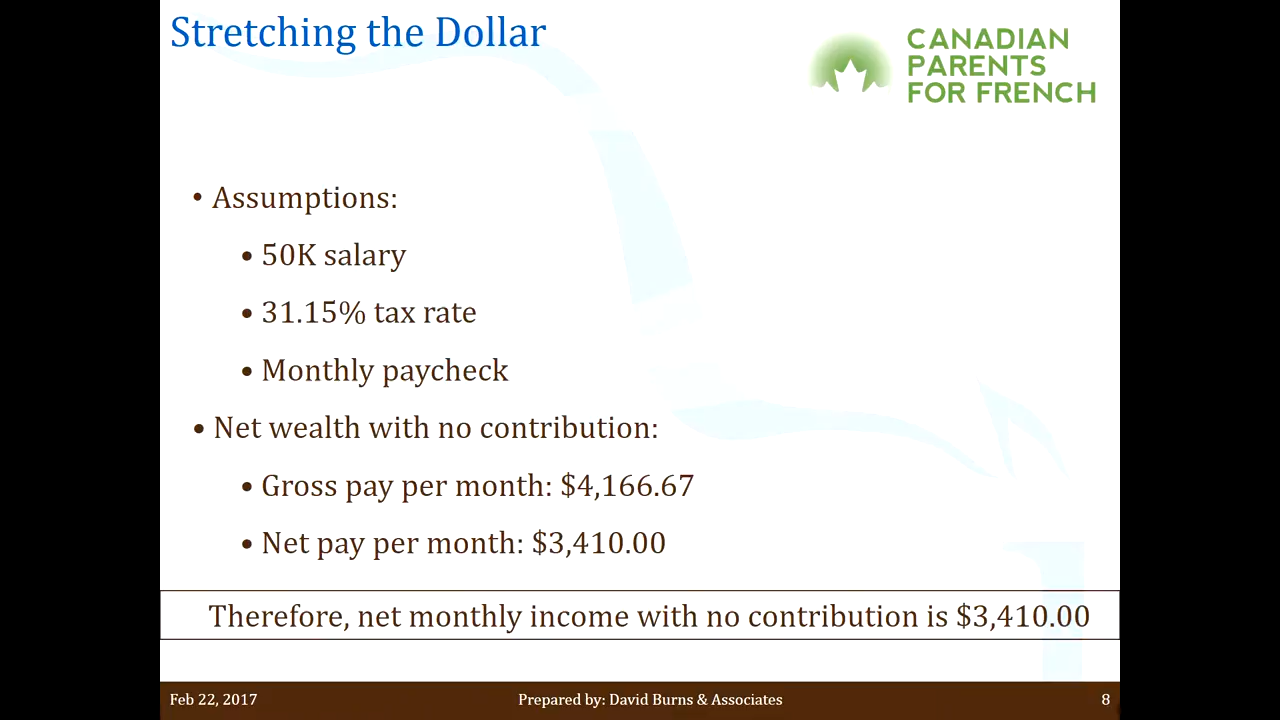 Stretching the Dollar
CANADIAN
PARENTS
FOR FRENCH
• Assumptions:
• 50K salary
• 31.15% tax rate
• Monthly paycheck
• Net wealth with no contribution:
• Gross pay per month: $4,166.67
• Net pay per month: $3,410.00
Therefore, net monthly income with no contribution is $3,410.00
Feb 22, 2017
Prepared by: David Burns & Associates
8